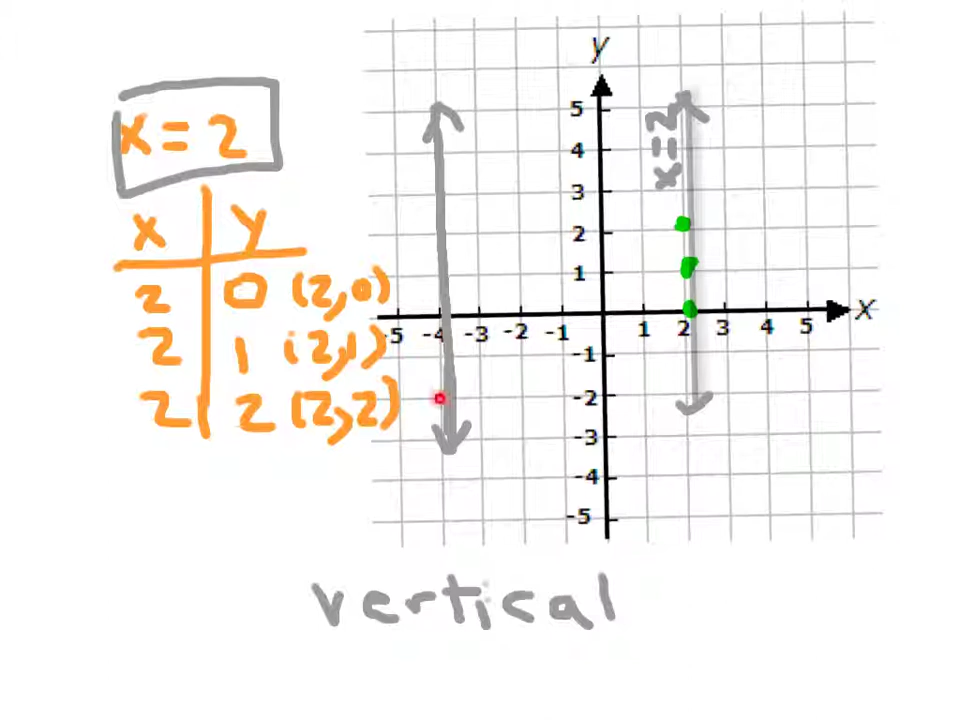 x = 2
x y
2 0 (2,0)
2 1 (2,1)
2 2 (2,2)
y
5
4
3
2
1
-5 -4 -3 -2 -1 1 2 3 4 5 x
-1
-2
-3
-4
-5
x=2
vertical